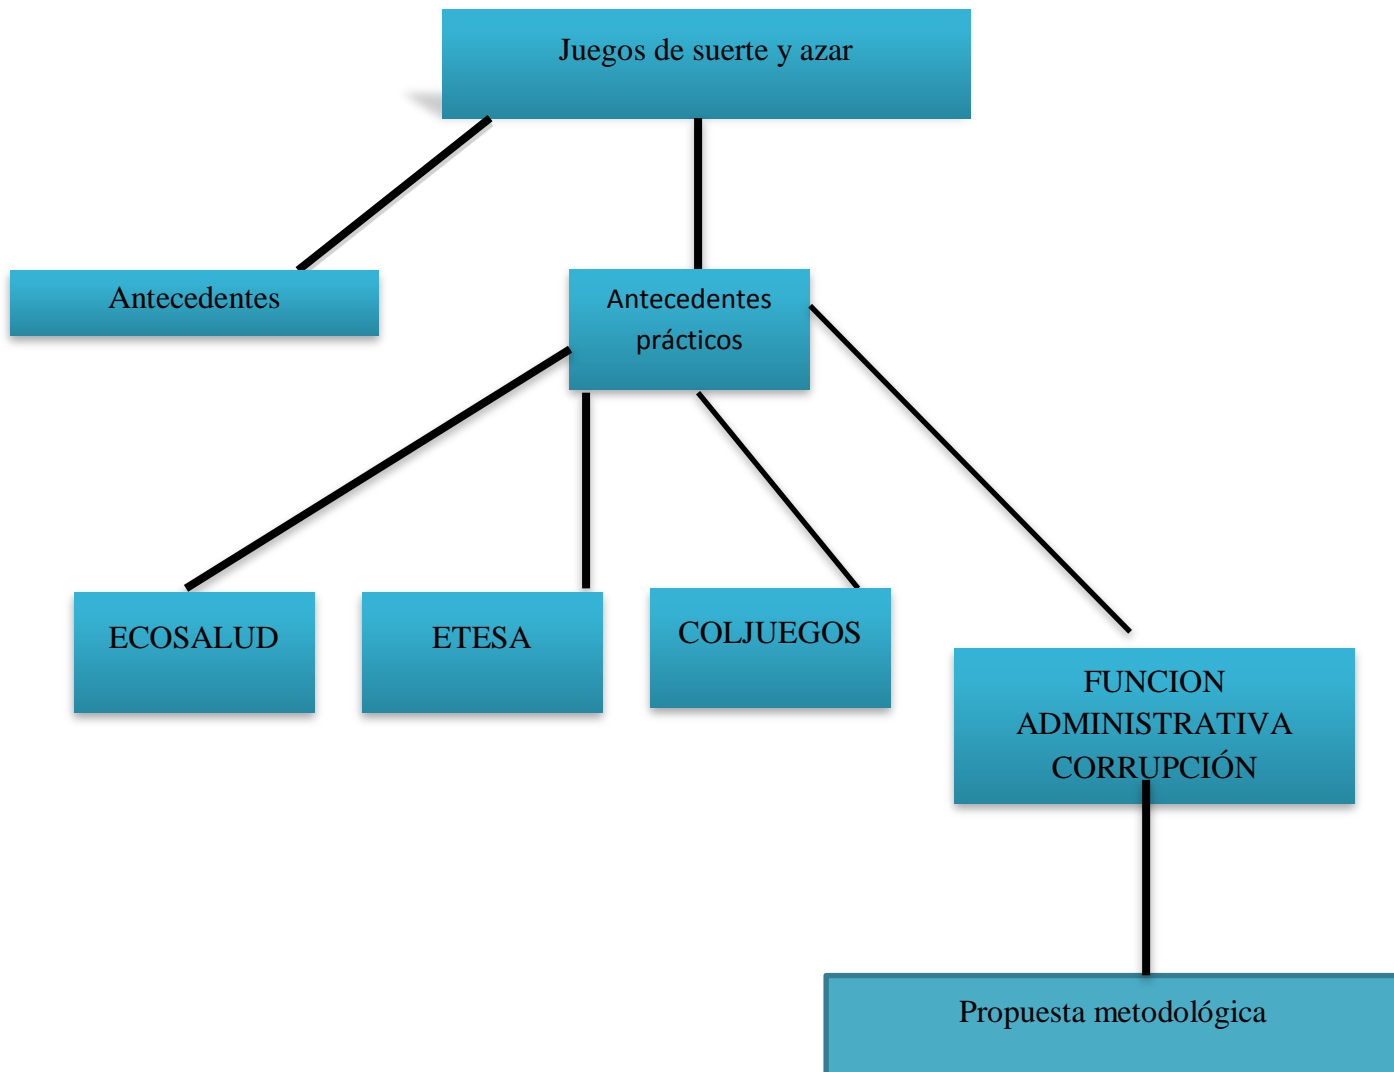 Juegos de suerte y azar
Antecedentes
Antecedentes
prácticos
ECOSALUD
ETESA
COLJUEGOS
FUNCION
ADMINISTRATIVA
CORRUPCIÓN
Propuesta metodológica